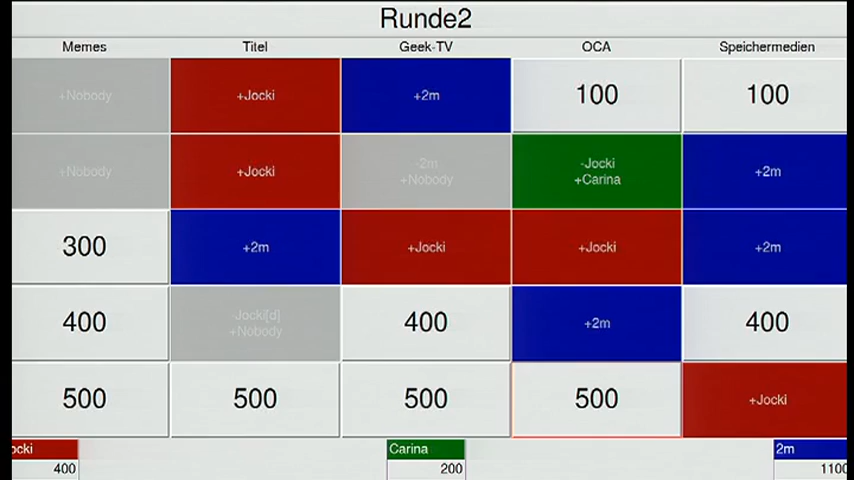 Runde2
Memes Titel Geek-TV OCA Speichermedien
+Nobody +Jocki +2m 100 100
+Nobody +Jocki -2m +Nobody -Jocki +Carina +2m
300 +2m +Jocki +Jocki +2m
400 -Jocki[d] +Nobody 400 +2m 400
500 500 500 500 +Jocki
ocki Carina 2m
400 200 1100